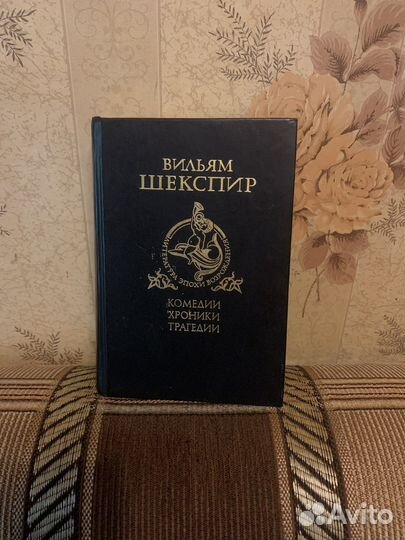 ВИЛЬЯМ
ШЕКСПИР
ЛИТЕРАТУРА ЭПОХИ ВОЗРОЖДЕНИЯ
КОМЕДИИ
ХРОНИКИ
ТРАГЕДИИ
Avito